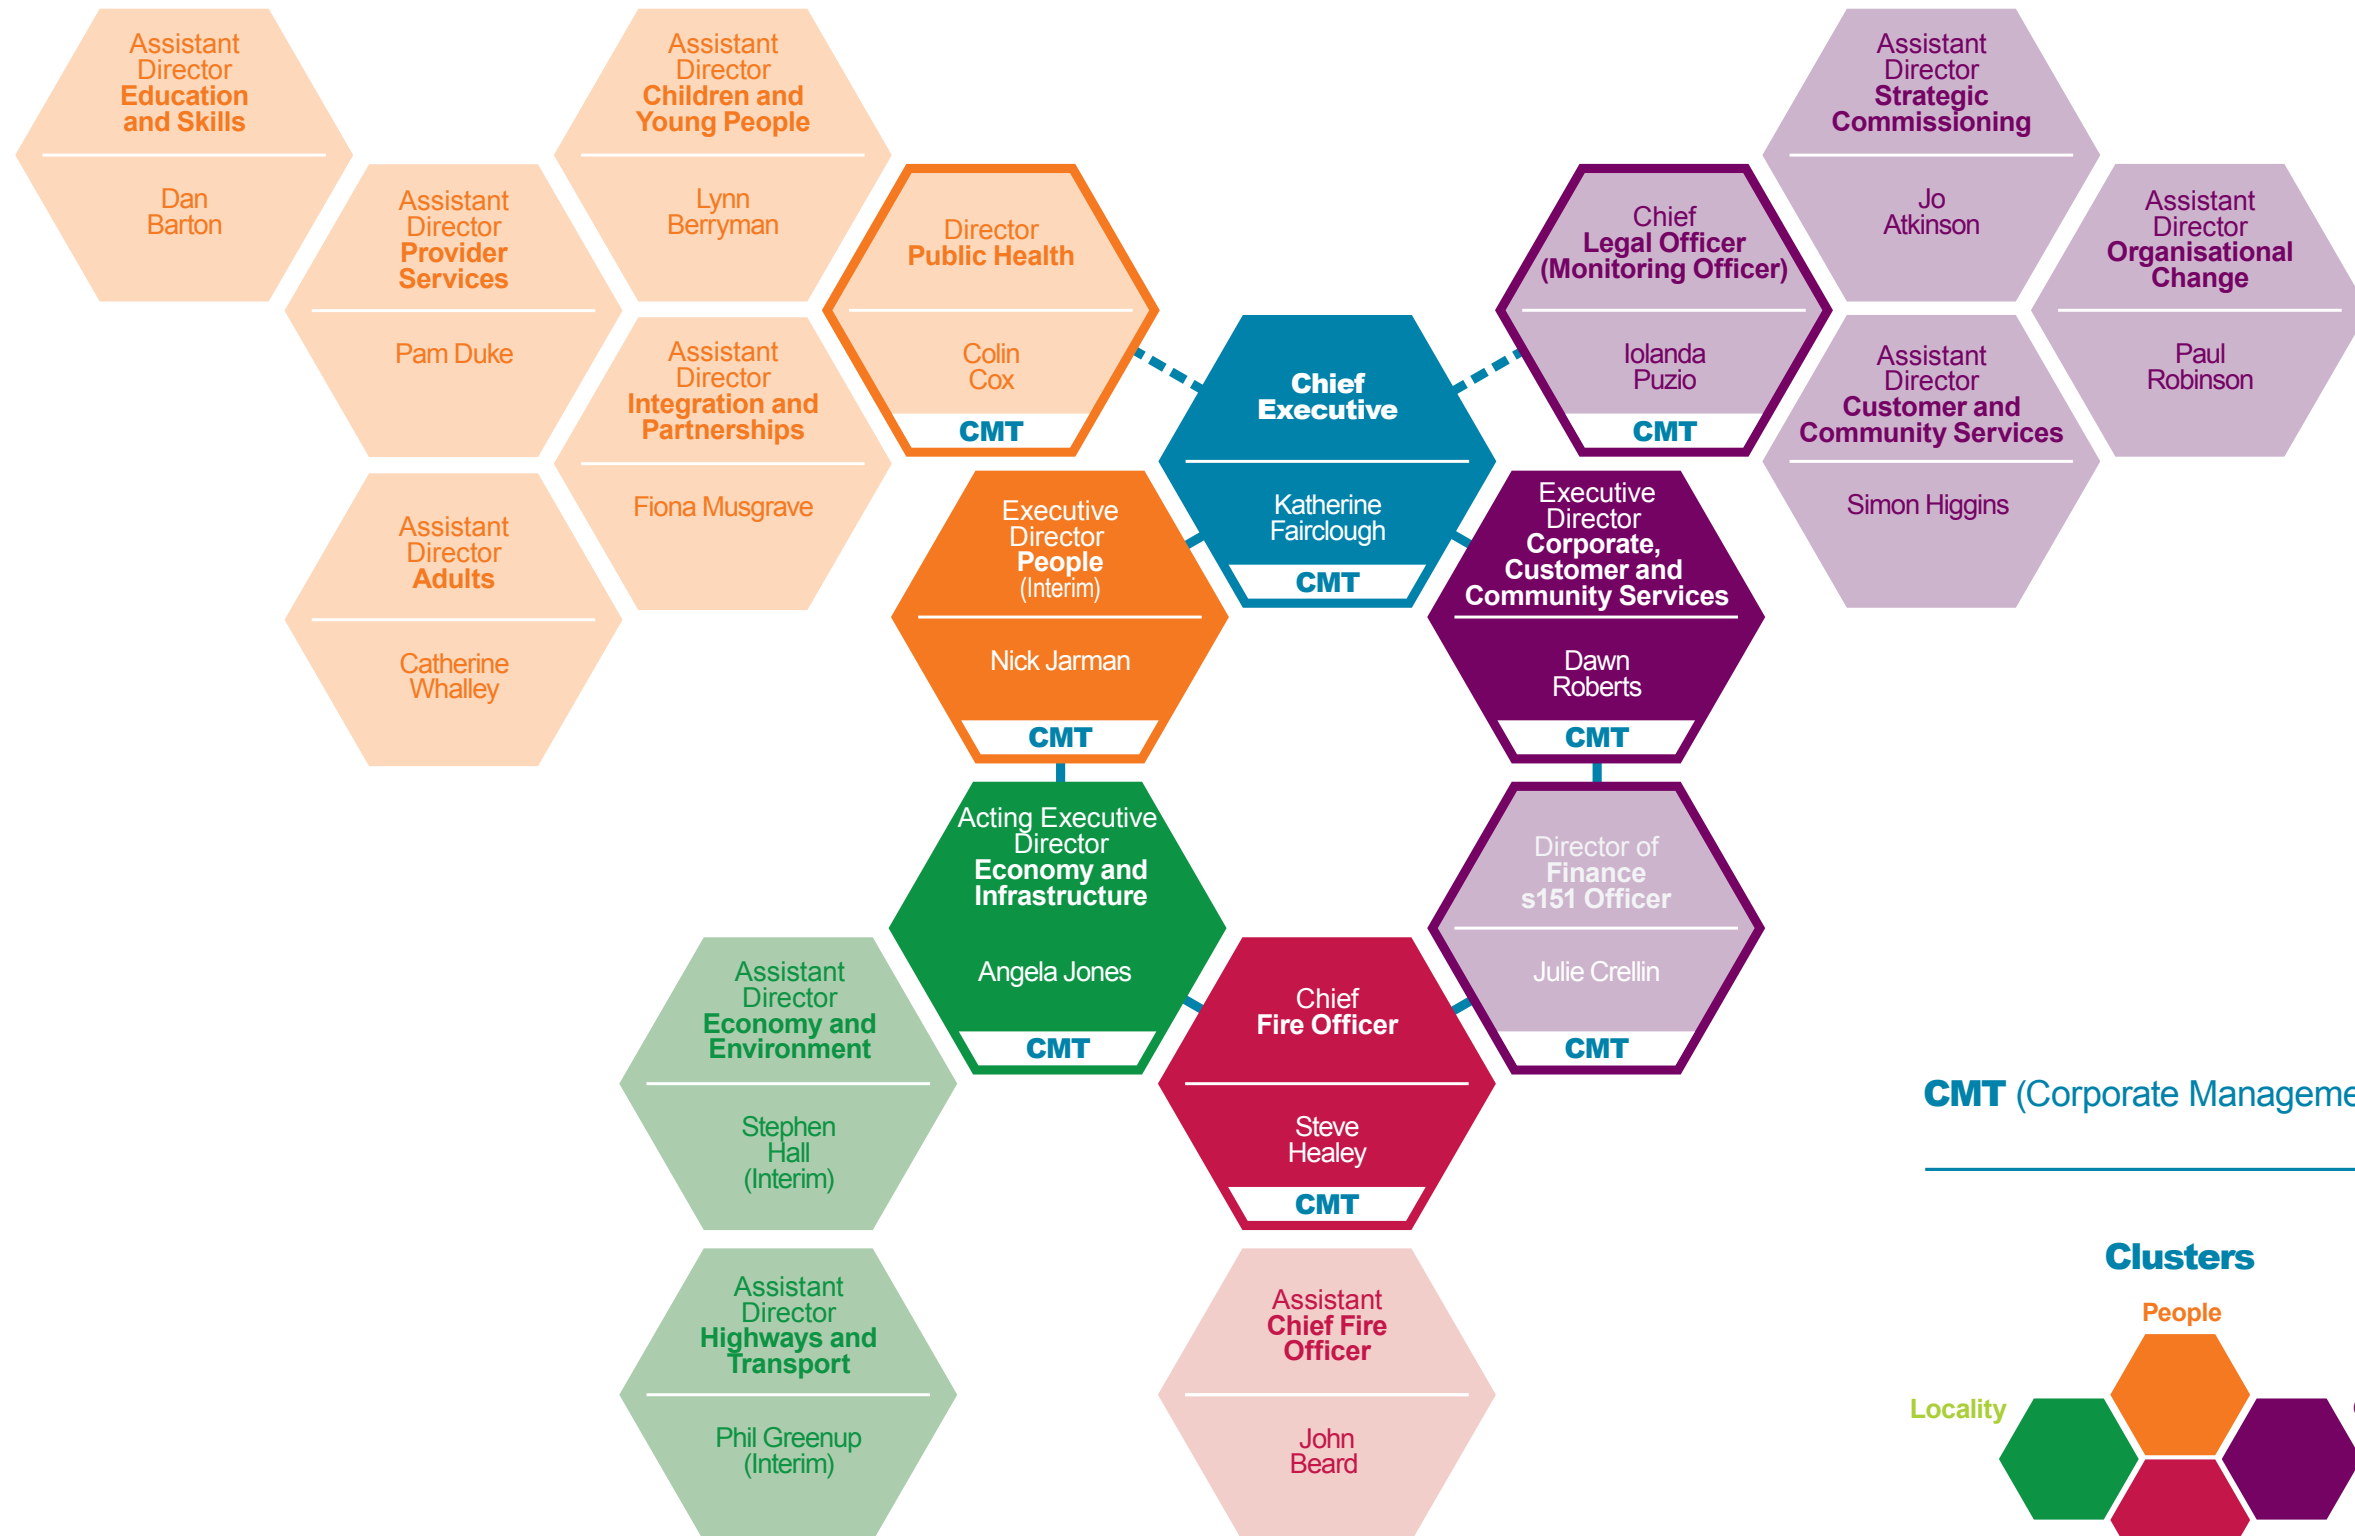 Assistant
Director
Education
and Skills
Dan
Barton
Assistant
Director
Children and
Young People
Lynn
Berryman
Assistant
Director
Provider
Services
Pam Duke
Director
Public Health
Colin
Cox
CMT
Assistant
Director
Integration and
Partnerships
Fiona Musgrave
Assistant
Director
Adults
Catherine
Whalley
Chief
Executive
Katherine
Fairclough
CMT
Chief
Legal Officer
(Monitoring Officer)
Iolanda
Puzio
CMT
Assistant
Director
Strategic
Commissioning
Jo
Atkinson
Assistant
Director
Organisational
Change
Paul
Robinson
Assistant
Director
Customer and
Community Services
Simon Higgins
Executive
Director
People
(Interim)
Nick Jarman
CMT
Executive
Director
Corporate,
Customer and
Community Services
Dawn
Roberts
CMT
Acting Executive
Director
Economy and
Infrastructure
Angela Jones
CMT
Director of
Finance
s151 Officer
Julie Crellin
CMT
Assistant
Director
Economy and
Environment
Stephen
Hall
(Interim)
Chief
Fire Officer
Steve
Healey
CMT
Assistant
Director
Highways and
Transport
Phil Greenup
(Interim)
Assistant
Chief Fire
Officer
John
Beard
CMT (Corporate Manageme
Clusters
People
Locality